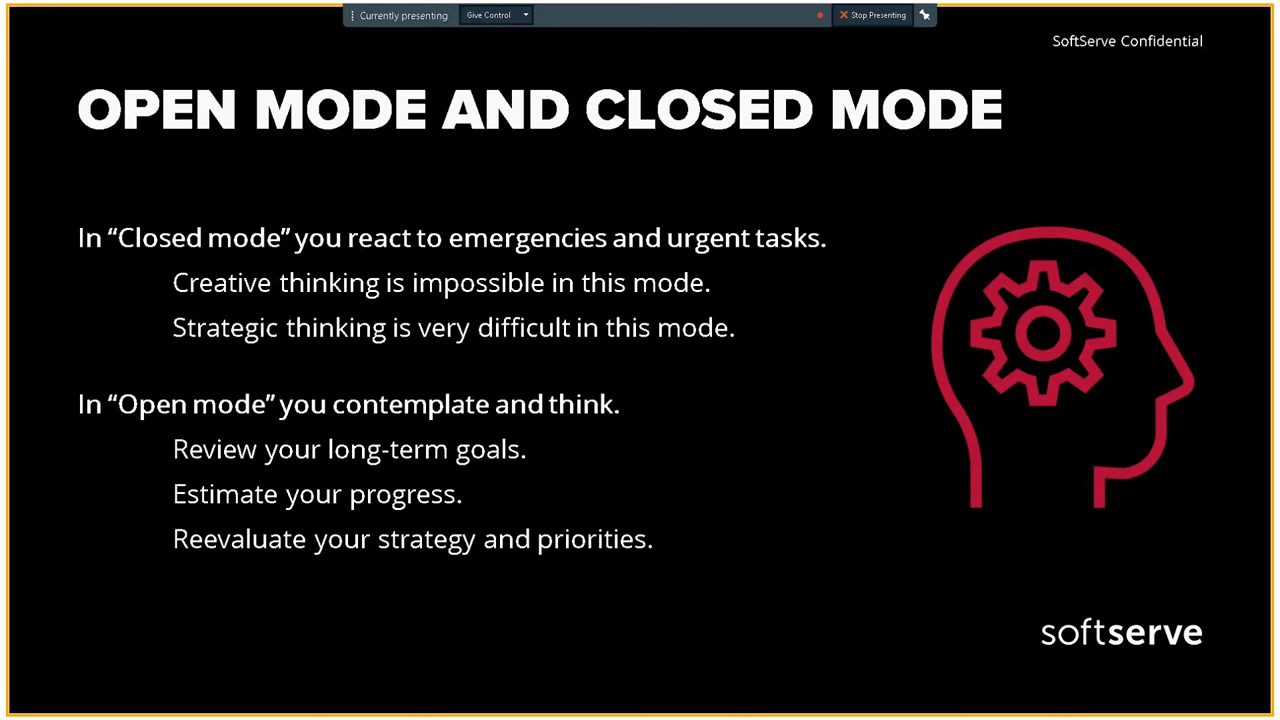 Currently presenting Give Control Stop Presenting
SoftServe Confidential
OPEN MODE AND CLOSED MODE
In “Closed mode” you react to emergencies and urgent tasks.
Creative thinking is impossible in this mode.
Strategic thinking is very difficult in this mode.
In “Open mode” you contemplate and think.
Review your long-term goals.
Estimate your progress.
Reevaluate your strategy and priorities.
softserve